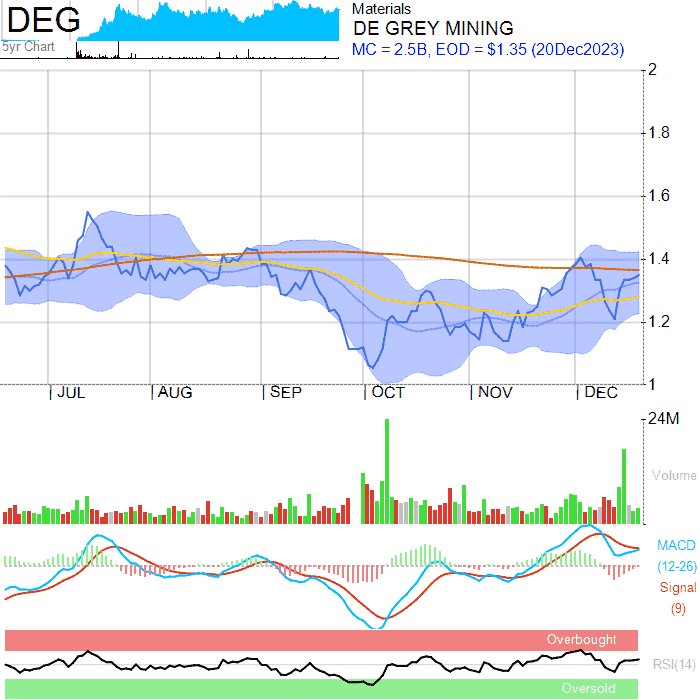 DEG
5yr Chart
Materials
DE GREY MINING
MC = 2.5B, EOD = $1.35 (20Dec2023)
2
1.8
1.6
1.4
1.2
1
JUL AUG SEP OCT NOV DEC
24M
Volume
MACD
(12-26)
Signal
(9)
Overbought
RSI(14)
Oversold